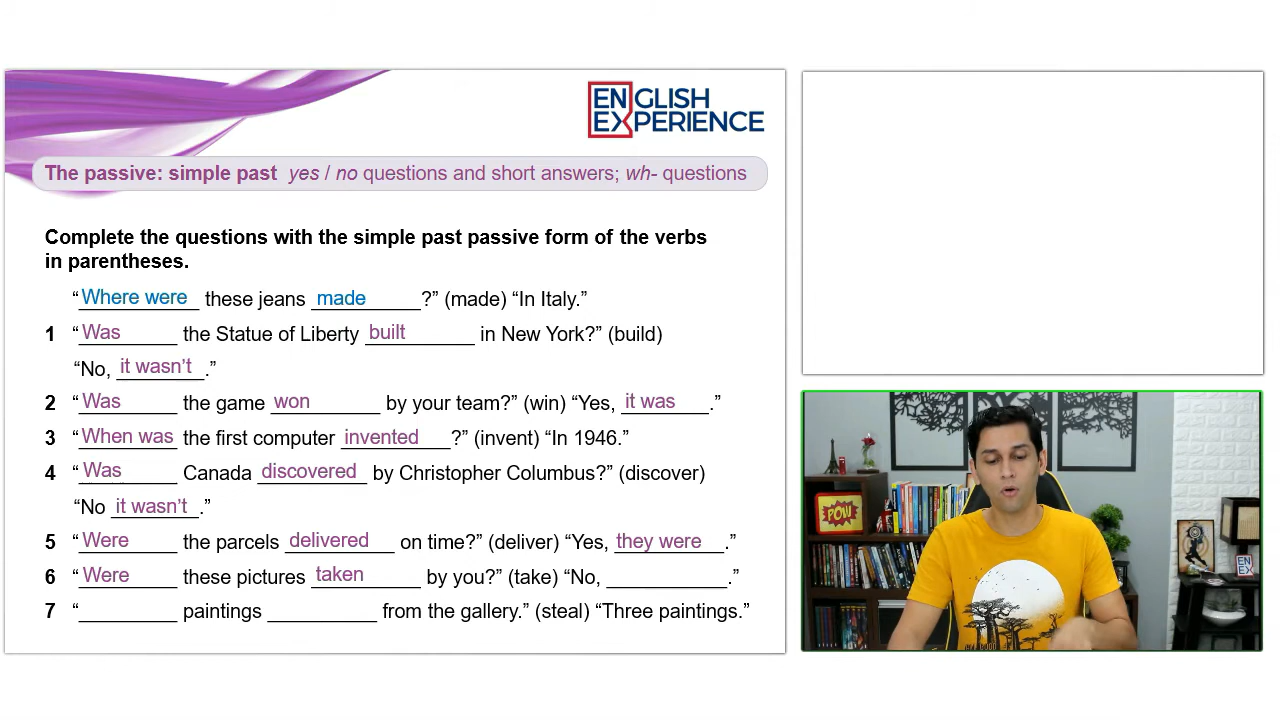 ENGLISH
EXPERIENCE
The passive: simple past yes / no questions and short answers; wh- questions
Complete the questions with the simple past passive form of the verbs
in parentheses.
“Where were these jeans made ?” (made) “In Italy.”
1 “Was the Statue of Liberty built in New York?” (build)
“No, it wasn’t.”
2 “Was the game won by your team?” (win) “Yes, it was.”
3 “When was the first computer invented ?” (invent) “In 1946.”
4 “Was Canada discovered by Christopher Columbus?” (discover)
“No it wasn’t.”
5 “Were the parcels delivered on time?” (deliver) “Yes, they were.”
6 “Were these pictures taken by you?” (take) “No, ___________.”
7 “_________ paintings __________ from the gallery.” (steal) “Three paintings.”
POW
EN
EX